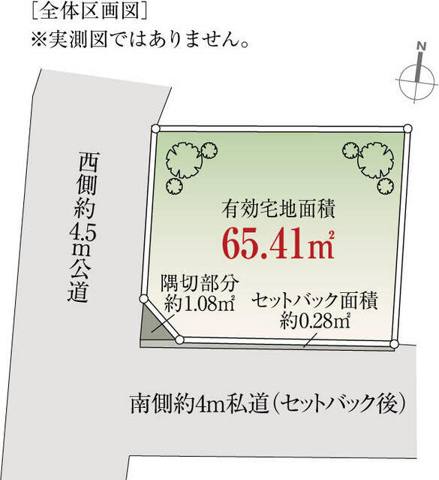 ［全体区画図］
※実測図ではありません。
N
西側約4.5m公道
有効宅地面積
65.41㎡
隅切部分
約1.08㎡
セットバック面積
約0.28㎡
南側約4m私道（セットバック後）